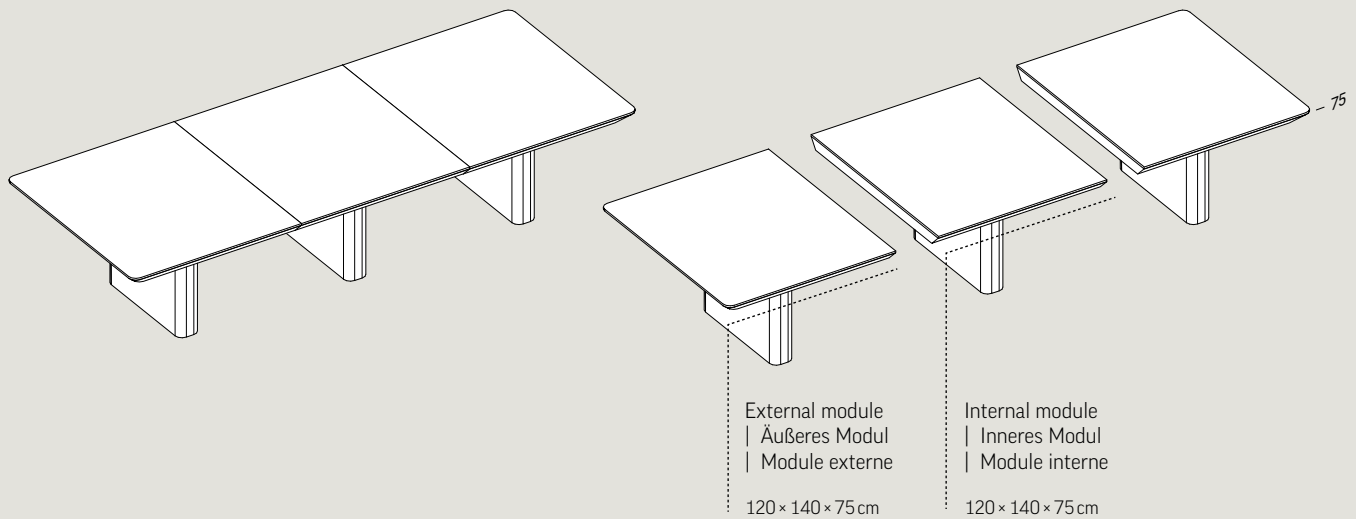 75
External module
| Äußeres Modul
| Module externe
120 × 140 × 75 cm
Internal module
| Inneres Modul
| Module interne
120 × 140 × 75 cm